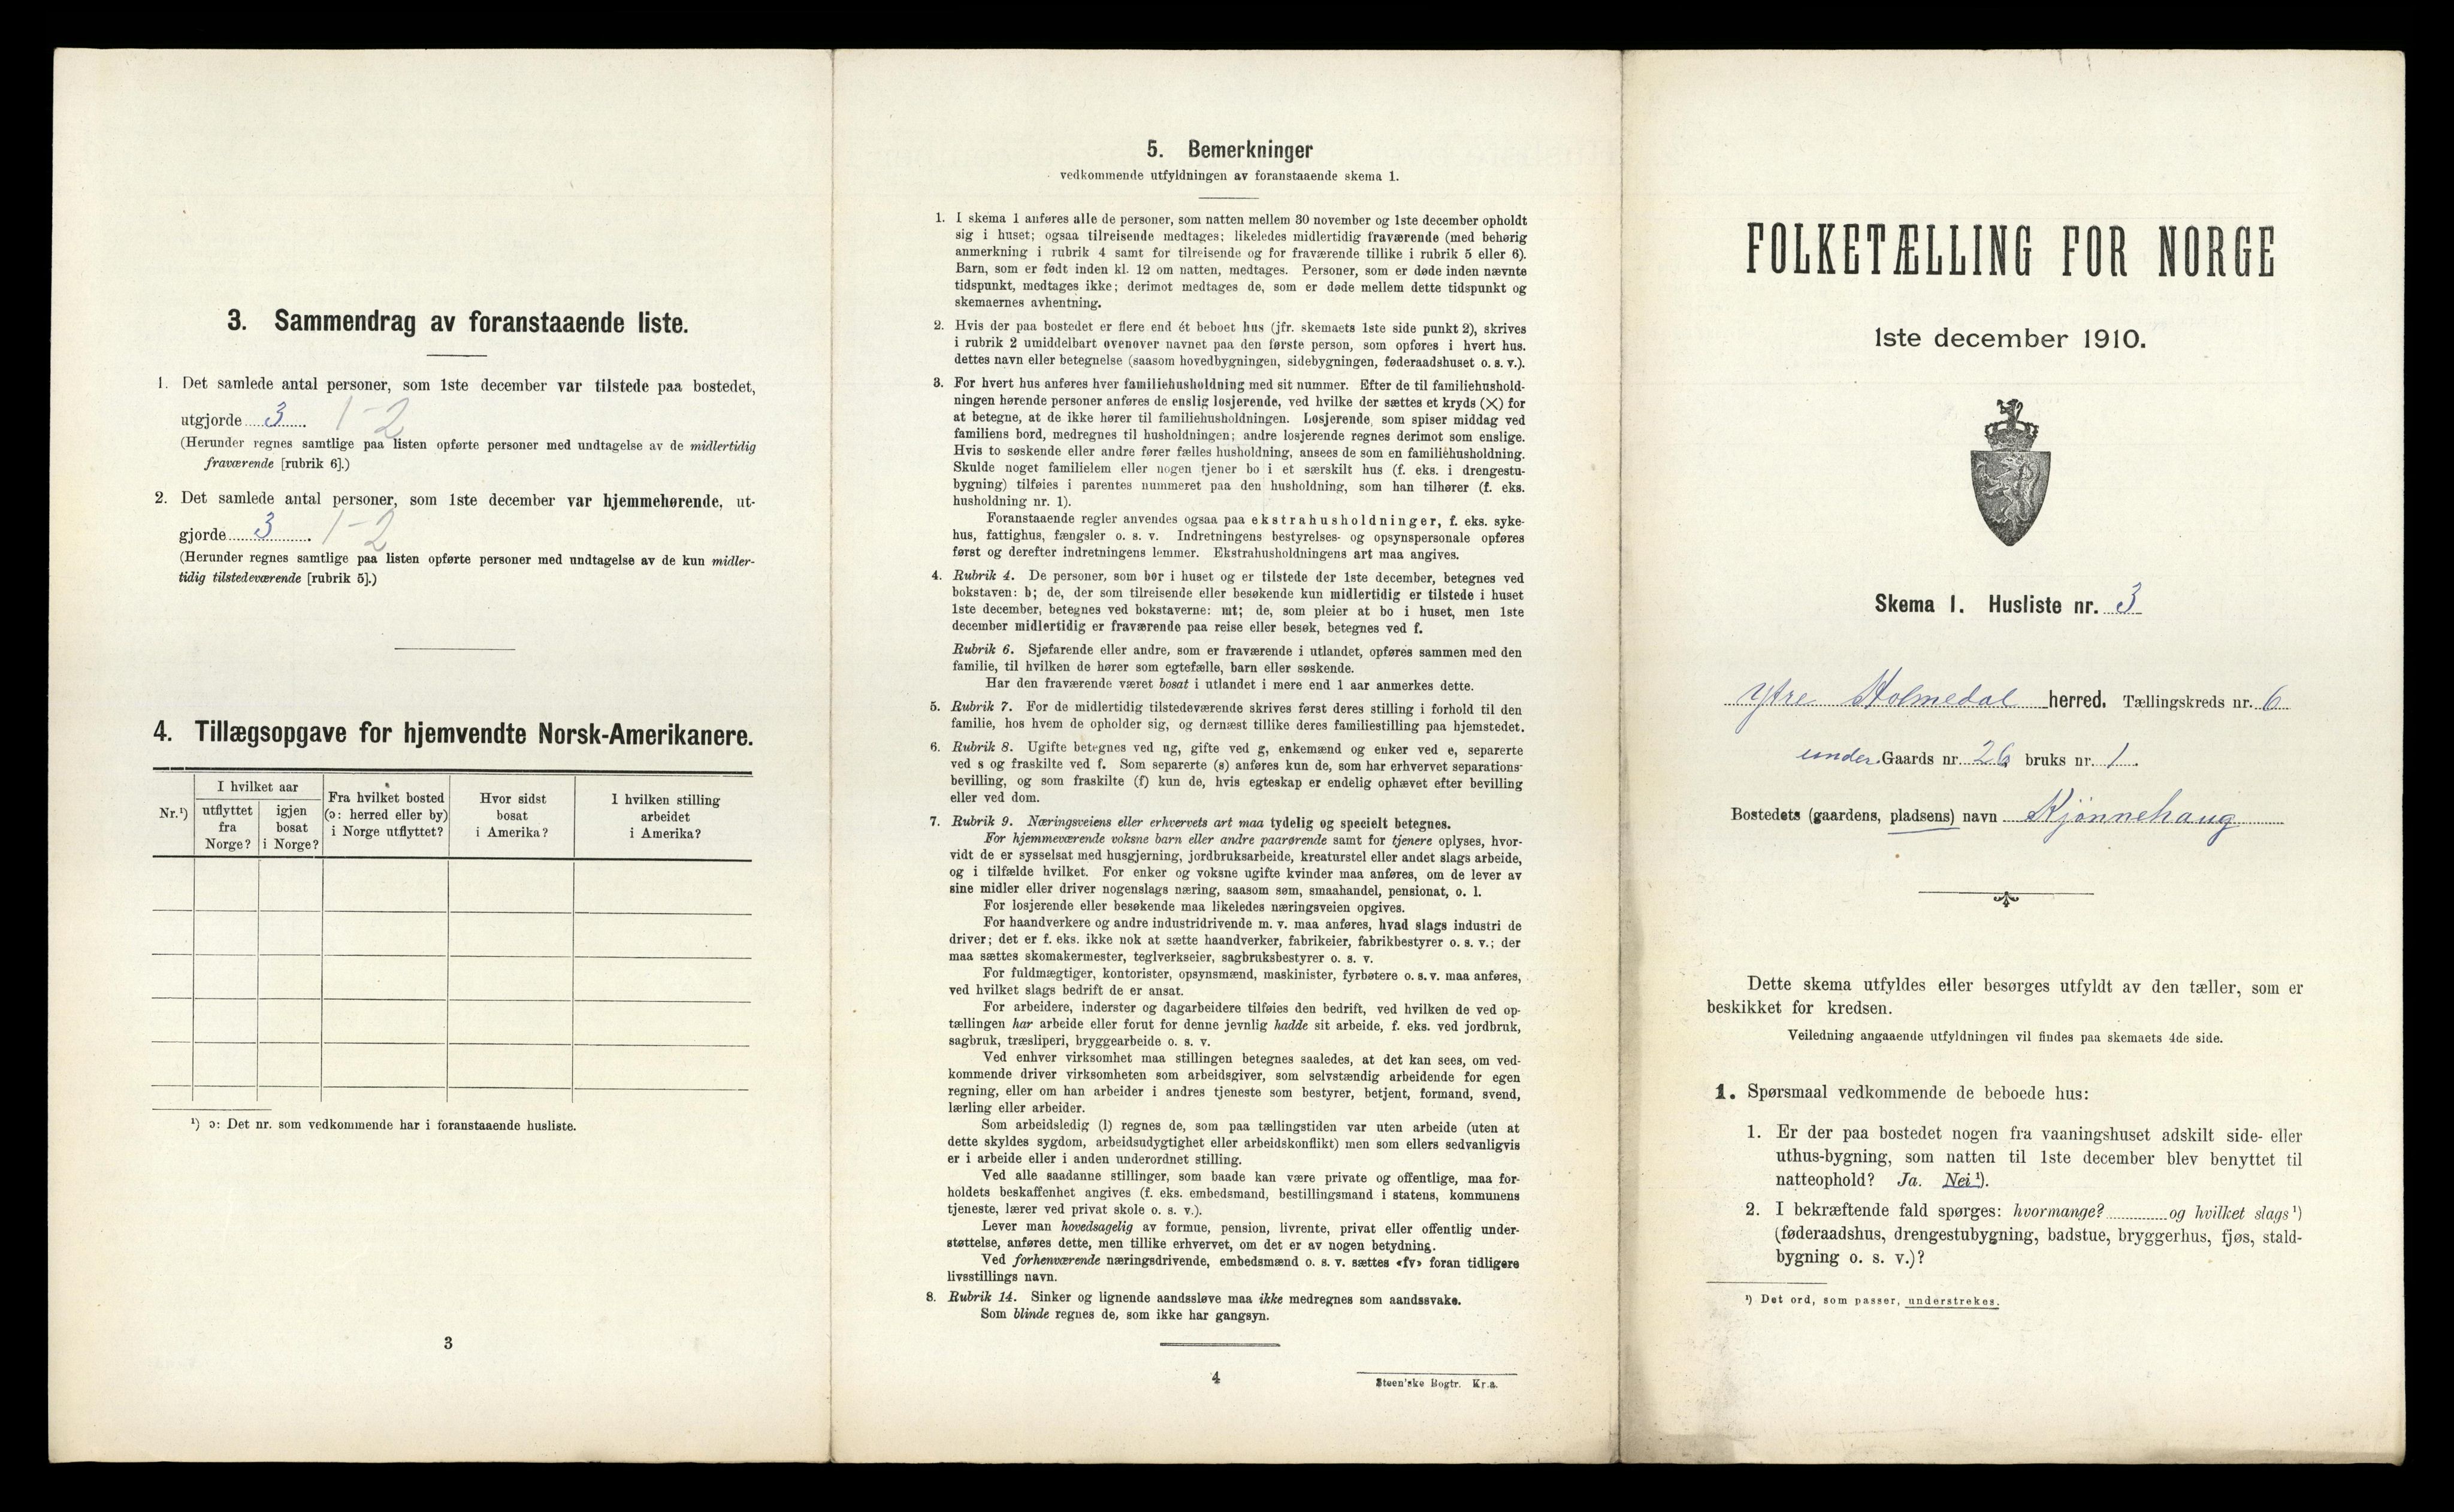 3. Sammendrag av foranstaaende liste.
1. Det samlede antal personer, som 1ste december var tilstede paa bostedet,
utgjorde 3 1-2
(Herunder regnes samtlige paa listen opførte personer med undtagelse av de midlertidig
fraværende [rubrik 6].)
2. Det samlede antal personer, som 1ste december var hjemmehørende, ut-
gjorde 3 . 1-2
(Herunder regnes samtlige paa listen opførte personer med undtagelse av de kun midler-
tidig tilstedeværende [rubrik 5].)
4. Tillægsopgave for hjemvendte Norsk-Amerikanere.
Nr.¹)
I hvilket aar
utflyttet
fra
Norge?
igjen
bosat
i Norge?
Fra hvilket bosted
(ɔ: herred eller by)
i Norge utflyttet?
Hvor sidst
bosat
i Amerika?
I hvilken stilling
arbeidet
i Amerika?
¹) ɔ: Det nr. som vedkommende har i foranstaaende husliste.
3
5. Bemerkninger
vedkommende utfyldningen av foranstaaende skema 1.
1. I skema 1 anføres alle de personer, som natten mellem 30 november og 1ste december opholdt
sig i huset; ogsaa tilreisende medtages; likeledes midlertidig fraværende (med behørig
anmerkning i rubrik 4 samt for tilreisende og for fraværende tillike i rubrik 5 eller 6).
Barn, som er født inden kl. 12 om natten, medtages. Personer, som er døde inden nævnte
tidspunkt, medtages ikke; derimot medtages de, som er døde mellem dette tidspunkt og
skemaernes avhentning.
2. Hvis der paa bostedet er flere end ét beboet hus (jfr. skemaets 1ste side punkt 2), skrives
i rubrik 2 umiddelbart ovenover navnet paa den første person, som opføres i hvert hus.
dettes navn eller betegnelse (saasom hovedbygningen, sidebygningen, føderaadshuset o. s. v.).
3. For hvert hus anføres hver familiehusholdning med sit nummer. Efter de til familiehushold-
ningen hørende personer anføres de enslig losjerende, ved hvilke der sættes et kryds (×) for
at betegne, at de ikke hører til familiehusholdningen. Losjerende, som spiser middag ved
familiens bord, medregnes til husholdningen; andre losjerende regnes derimot som enslige.
Hvis to søskende eller andre fører fælles husholdning, ansees de som en familiehusholdning.
Skulde noget familielem eller nogen tjener bo i et særskilt hus (f. eks. i drengestu-
bygning) tilføies i parentes nummeret paa den husholdning, som han tilhører (f. eks.
husholdning nr. 1).
Foranstaaende regler anvendes ogsaa paa ekstrahusholdninger, f. eks. syke-
hus, fattighus, fængsler o. s. v. Indretningens bestyrelses- og opsynspersonale opføres
først og derefter indretningens lemmer. Ekstrahusholdningens art maa angives.
4. Rubrik 4. De personer, som bor i huset og er tilstede der 1ste december, betegnes ved
bokstaven: b; de, der som tilreisende eller besøkende kun midlertidig er tilstede i huset
1ste december, betegnes ved bokstaverne: mt; de, som pleier at bo i huset, men 1ste
december midlertidig er fraværende paa reise eller besøk, betegnes ved f.
Rubrik 6. Sjøfarende eller andre, som er fraværende i utlandet, opføres sammen med den
familie, til hvilken de hører som egtefælle, barn eller søskende.
Har den fraværende været bosat i utlandet i mere end 1 aar anmerkes dette.
5. Rubrik 7. For de midlertidig tilstedeværende skrives først deres stilling i forhold til den
familie, hos hvem de opholder sig, og dernæst tillike deres familiestilling paa hjemstedet.
6. Rubrik 8. Ugifte betegnes ved ug, gifte ved g, enkemænd og enker ved e, separerte
ved s og fraskilte ved f. Som separerte (s) anføres kun de, som har erhvervet separations-
bevilling, og som fraskilte (f) kun de, hvis egteskap er endelig ophævet efter bevilling
eller ved dom.
7. Rubrik 9. Næringsveiens eller erhvervets art maa tydelig og specielt betegnes.
For hjemmeværende voksne barn eller andre paarørende samt for tjenere oplyses, hvor-
vidt de er sysselsat med husgjerning, jordbruksarbeide, kreaturstel eller andet slags arbeide,
og i tilfælde hvilket. For enker og voksne ugifte kvinder maa anføres, om de lever av
sine midler eller driver nogenslags næring, saasom søm, smaahandel, pensionat, o. l.
For losjerende eller besøkende maa likeledes næringsveien opgives.
For haandverkere og andre industridrivende m. v. maa anføres, hvad slags industri de
driver; det er f. eks. ikke nok at sætte haandverker, fabrikeier, fabrikbestyrer o. s. v.; der
maa sættes skomakermester, teglverkseier, sagbruksbestyrer o. s. v.
For fuldmægtiger, kontorister, opsynsmænd, maskinister, fyrbøtere o. s. v. maa anføres,
ved hvilket slags bedrift de er ansat.
For arbeidere, inderster og dagarbeidere tilføies den bedrift, ved hvilken de ved op-
tællingen har arbeide eller forut for denne jevnlig hadde sit arbeide, f. eks. ved jordbruk,
sagbruk, træsliperi, bryggearbeide o. s. v.
Ved enhver virksomhet maa stillingen betegnes saaledes, at det kan sees, om ved-
kommende driver virksomheten som arbeidsgiver, som selvstændig arbeidende for egen
regning, eller om han arbeider i andres tjeneste som bestyrer, betjent, formand, svend,
lærling eller arbeider.
Som arbeidsledig (l) regnes de, som paa tællingstiden var uten arbeide (uten at
dette skyldes sygdom, arbeidsudygtighet eller arbeidskonflikt) men som ellers sedvanligvis
er i arbeide eller i anden underordnet stilling.
Ved alle saadanne stillinger, som baade kan være private og offentlige, maa for-
holdets beskaffenhet angives (f. eks. embedsmand, bestillingsmand i statens, kommunens
tjeneste, lærer ved privat skole o. s. v.).
Lever man hovedsagelig av formue, pension, livrente, privat eller offentlig under-
støttelse, anføres dette, men tillike erhvervet, om det er av nogen betydning.
Ved forhenværende næringsdrivende, embedsmænd o. s. v. sættes «fv» foran tidligere
livsstillings navn.
8. Rubrik 14. Sinker og lignende aandssløve maa ikke medregnes som aandssvake.
Som blinde regnes de, som ikke har gangsyn.
4
Steen'ske Bogtr. Kr.a.
FOLKETÆLLING FOR NORGE
1ste december 1910.
Skema 1. Husliste nr. 3
Ytre Holmedal herred. Tællingskreds nr. 6
under Gaards nr. 26 bruks nr. 1.
Bostedets (gaardens, pladsens) navn Kjønnehaug
Dette skema utfyldes eller besørges utfyldt av den tæller, som er
beskikket for kredsen.
Veiledning angaaende utfyldningen vil findes paa skemaets 4de side.
1. Spørsmaal vedkommende de beboede hus:
1. Er der paa bostedet nogen fra vaaningshuset adskilt side- eller
uthus-bygning, som natten til 1ste december blev benyttet til
natteophold? Ja. Nei ¹).
2. I bekræftende fald spørges: hvormange? og hvilket slags ¹)
(føderaadshus, drengestubygning, badstue, bryggerhus, fjøs, stald-
bygning o. s. v.)?
¹) Det ord, som passer, understrekes.